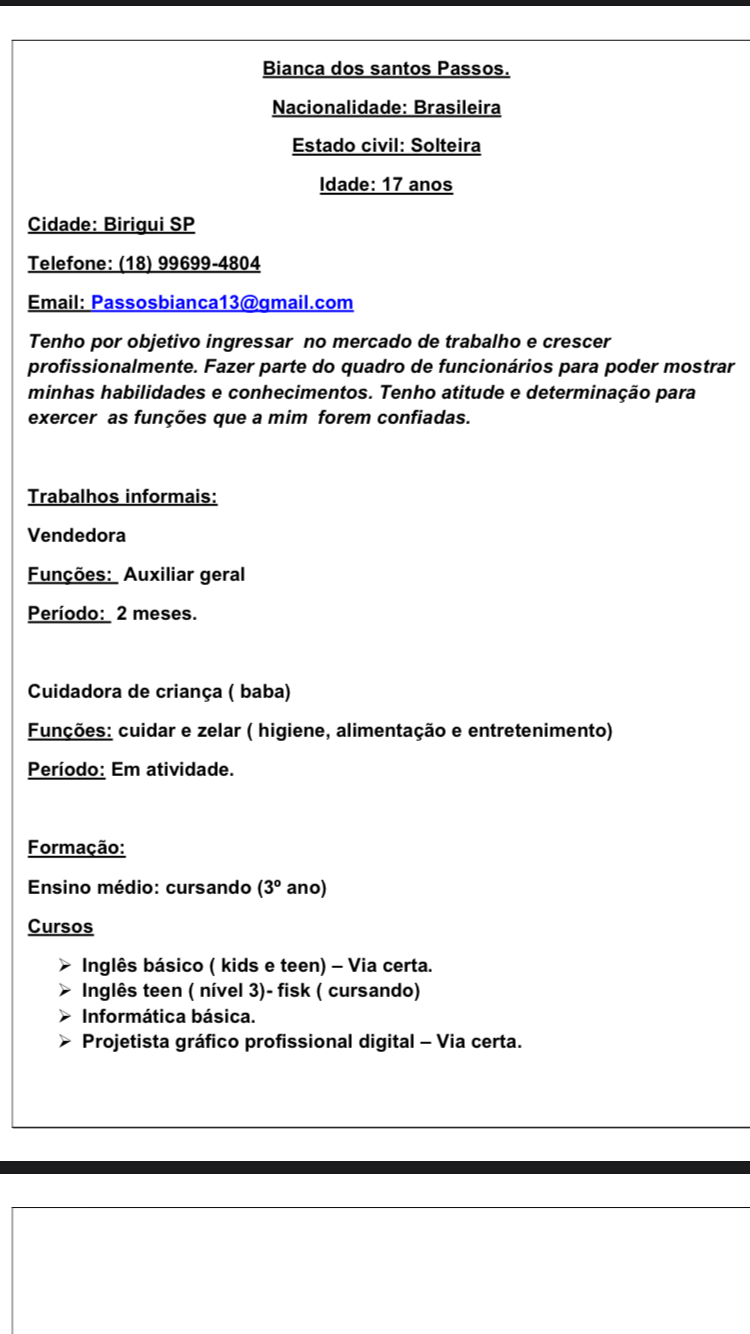 Bianca dos santos Passos.
Nacionalidade: Brasileira
Estado civil: Solteira
Idade: 17 anos
Cidade: Birigui SP
Telefone: (18) 99699-4804
Email: Passosbianca13@gmail.com
Tenho por objetivo ingressar  no mercado de trabalho e crescer
profissionalmente. Fazer parte do quadro de funcionários para poder mostrar
minhas habilidades e conhecimentos. Tenho atitude e determinação para
exercer  as funções que a mim  forem confiadas.
Trabalhos informais:
Vendedora
Funções:  Auxiliar geral
Período:  2 meses.
Cuidadora de criança ( baba)
Funções: cuidar e zelar ( higiene, alimentação e entretenimento)
Período: Em atividade.
Formação:
Ensino médio: cursando (3º ano)
Cursos
➢ Inglês básico ( kids e teen) – Via certa.
➢ Inglês teen ( nível 3)- fisk ( cursando)
➢ Informática básica.
➢ Projetista gráfico profissional digital – Via certa.